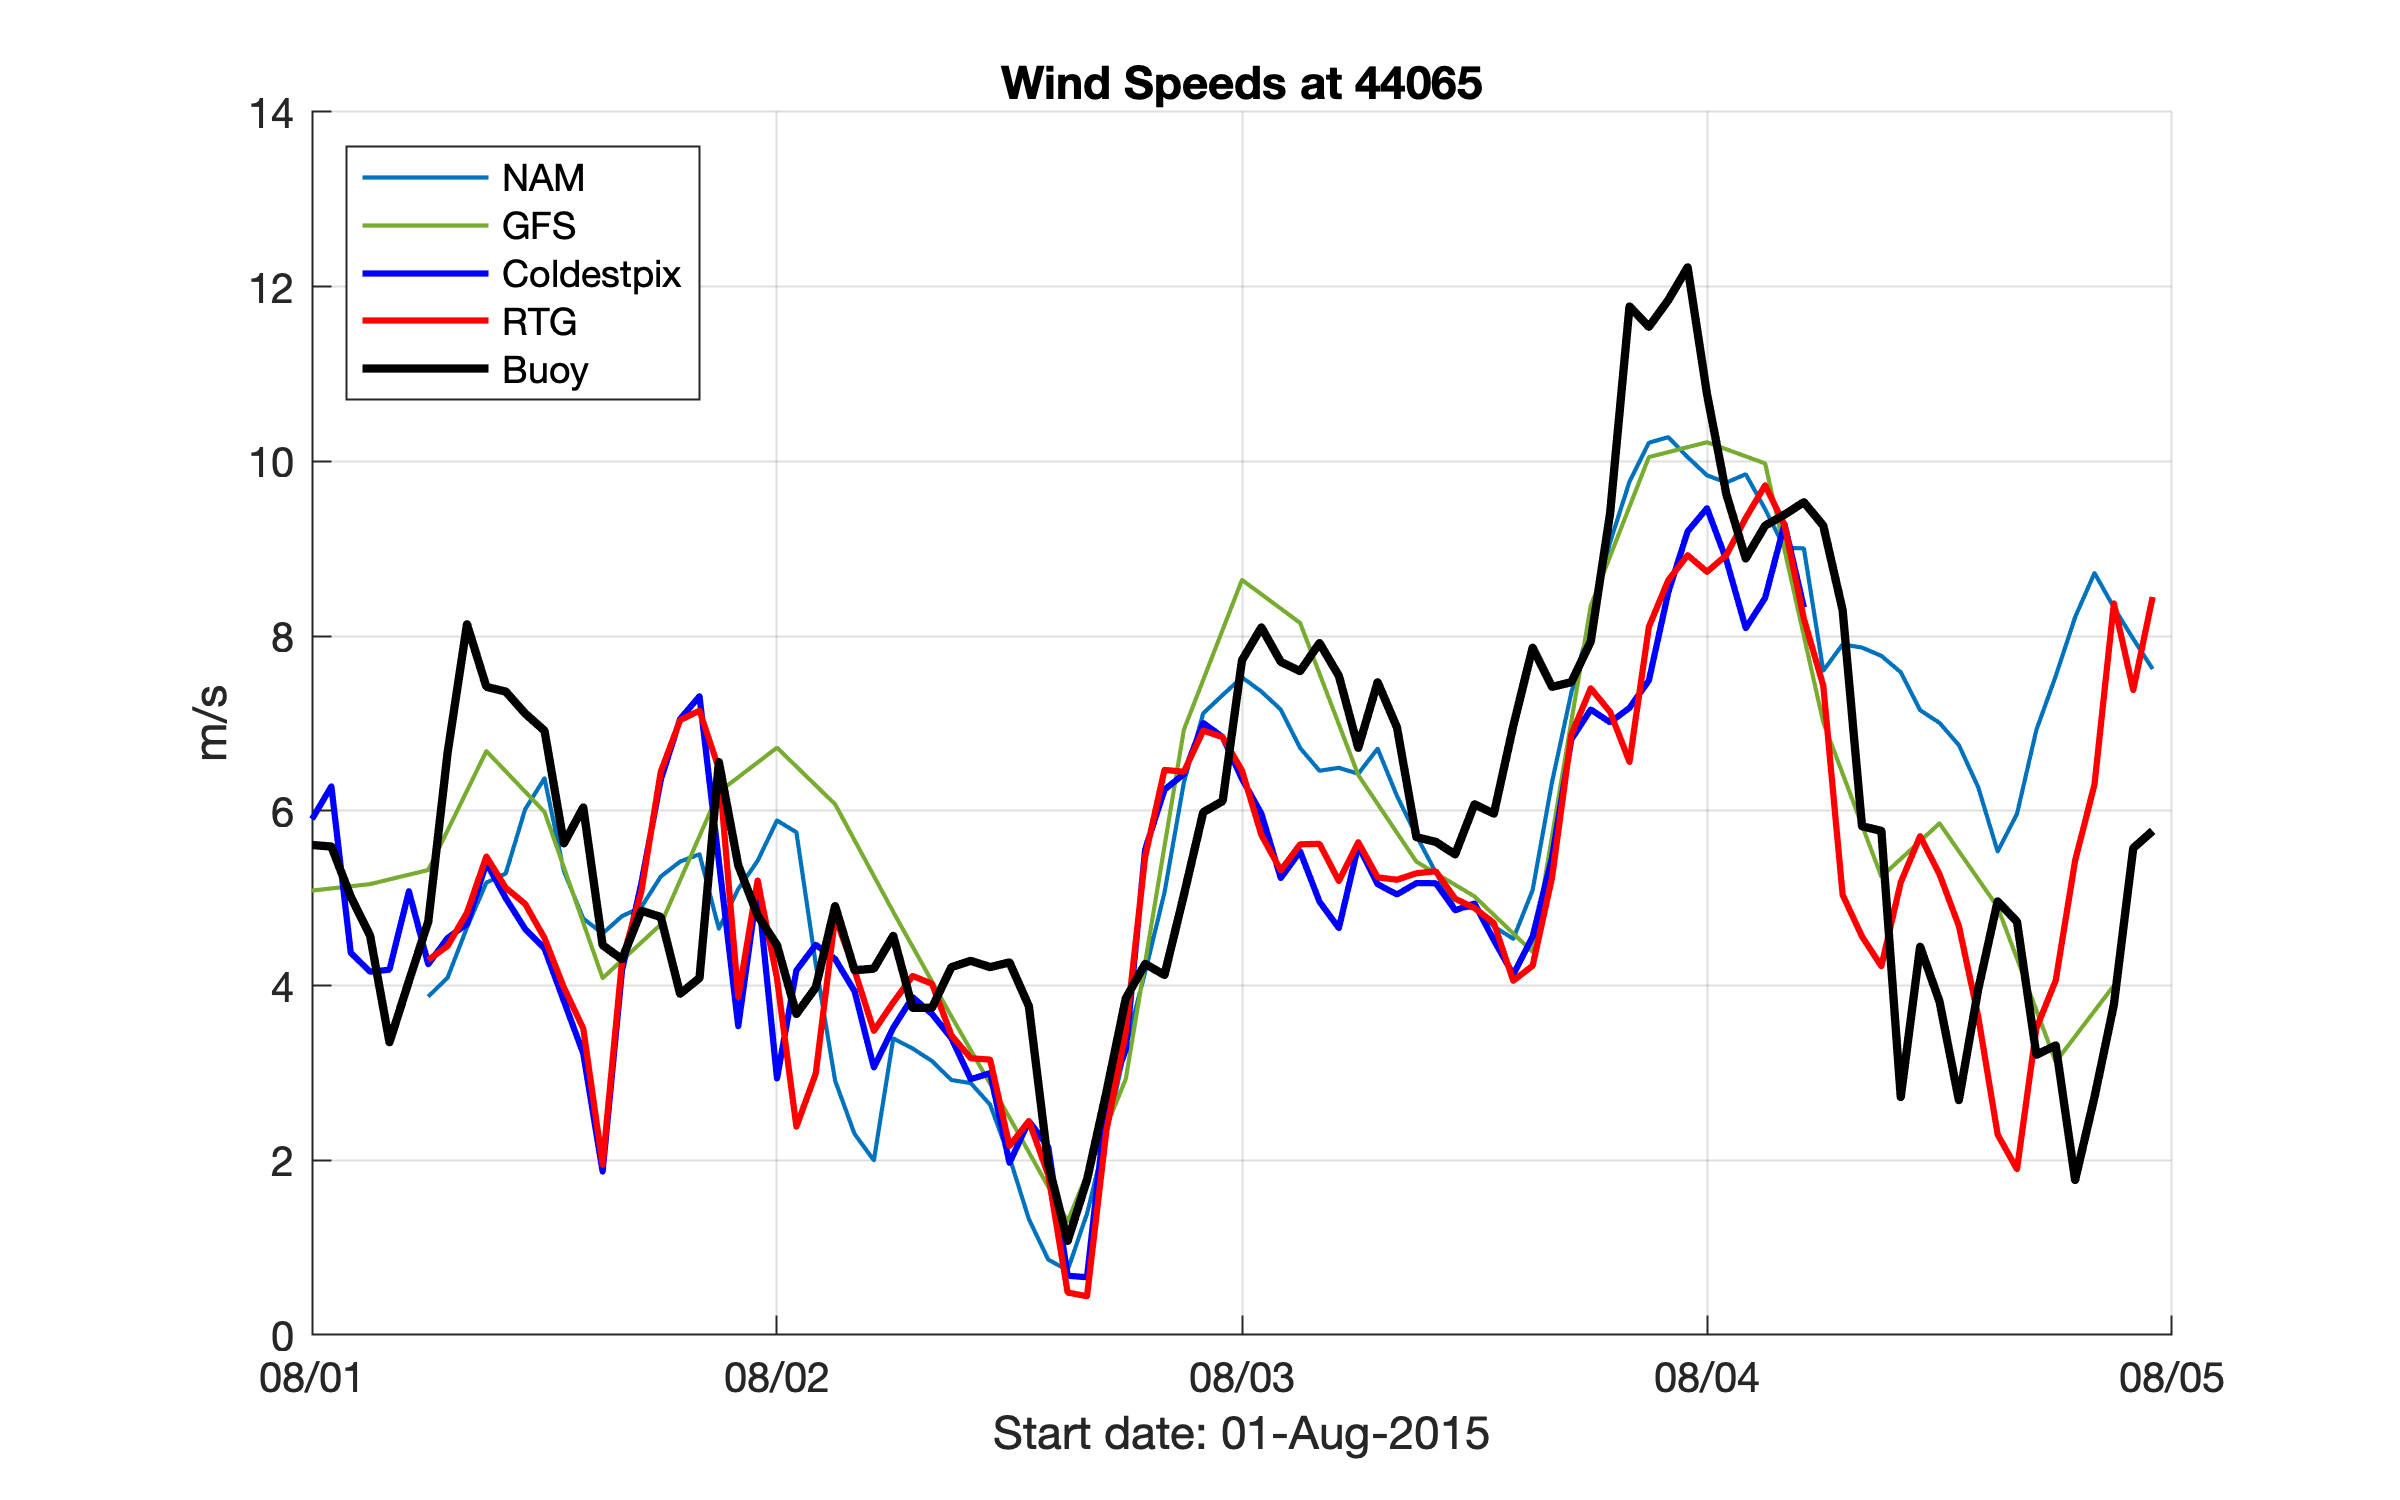 Wind Speeds at 44065
14
12
10
8
6
4
2
0
m/s
NAM
GFS
Coldestpix
RTG
Buoy
08/01 08/02 08/03 08/04 08/05
Start date: 01-Aug-2015